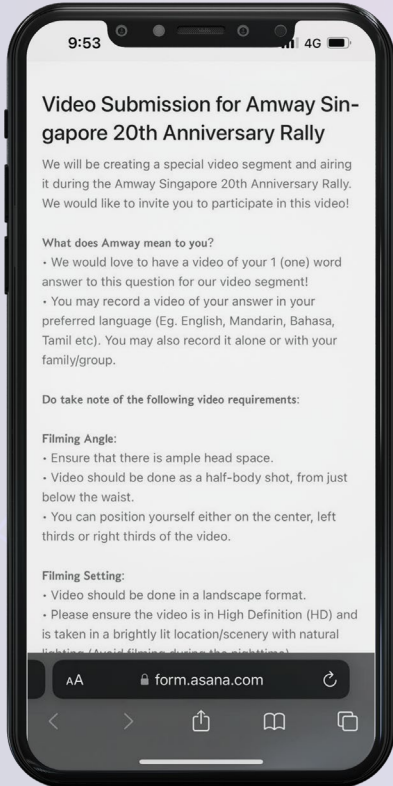 9:53
4G
Video Submission for Amway Sin-
gapore 20th Anniversary Rally
We will be creating a special video segment and airing
it during the Amway Singapore 20th Anniversary Rally.
We would like to invite you to participate in this video!
What does Amway mean to you?
• We would love to have a video of your 1 (one) word
answer to this question for our video segment!
• You may record a video of your answer in your
preferred language (Eg. English, Mandarin, Bahasa,
Tamil etc). You may also record it alone or with your
family/group.
Do take note of the following video requirements:
Filming Angle:
• Ensure that there is ample head space.
• Video should be done as a half-body shot, from just
below the waist.
• You can position yourself either on the center, left
thirds or right thirds of the video.
Filming Setting:
• Video should be done in a landscape format.
• Please ensure the video is in High Definition (HD) and
is taken in a brightly lit location/scenery with natural
lighting (Avoid filming during the nighttime)
AA
form.asana.com